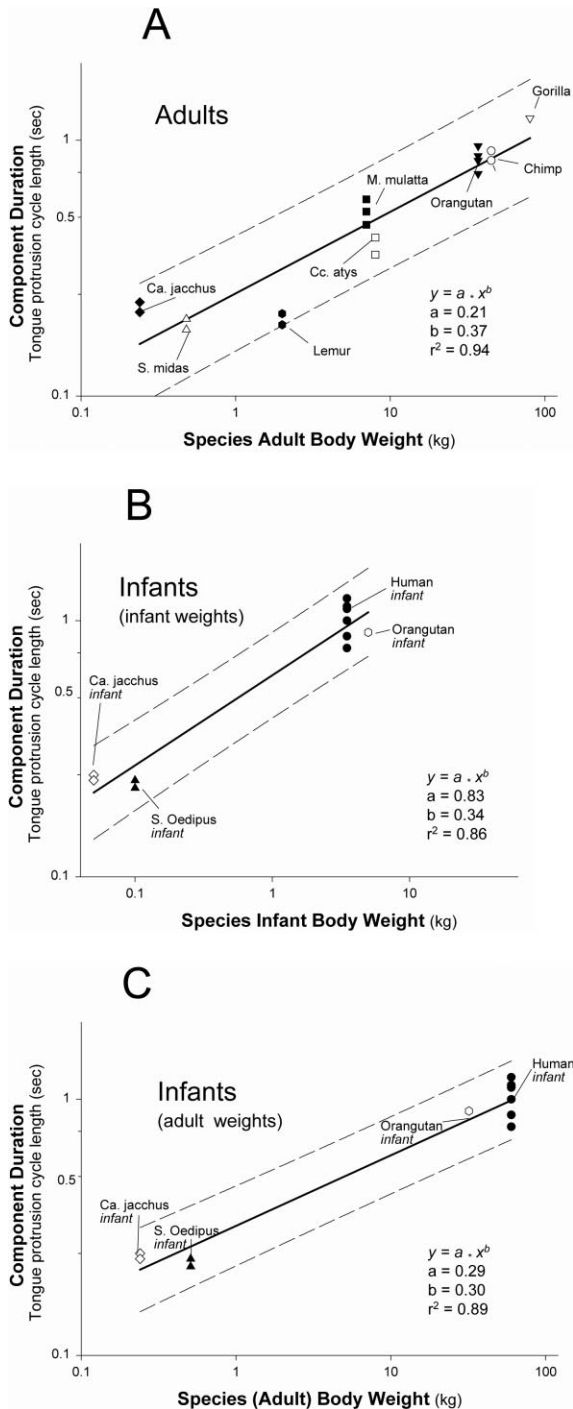 A
Adults
Component Duration
Tongue protrusion cycle length (sec)
1
0.5
0.1
Gorilla
M. mulatta
Chimp
Orangutan
Cc. atys
Ca. jacchus
S. midas
Lemur
y = a . x^b
a = 0.21
b = 0.37
r² = 0.94
0.1
1
10
100
Species Adult Body Weight (kg)
B
Infants
(infant weights)
Component Duration
Tongue protrusion cycle length (sec)
1
0.5
0.1
Human
infant
Orangutan
infant
Ca. jacchus
infant
S. Oedipus
infant
y = a . x^b
a = 0.83
b = 0.34
r² = 0.86
0.1
1
10
Species Infant Body Weight (kg)
C
Infants
(adult weights)
Component Duration
Tongue protrusion cycle length (sec)
1
0.5
0.1
Human
infant
Orangutan
infant
Ca. jacchus
infant
S. Oedipus
infant
y = a . x^b
a = 0.29
b = 0.30
r² = 0.89
0.1
1
10
100
Species (Adult) Body Weight (kg)